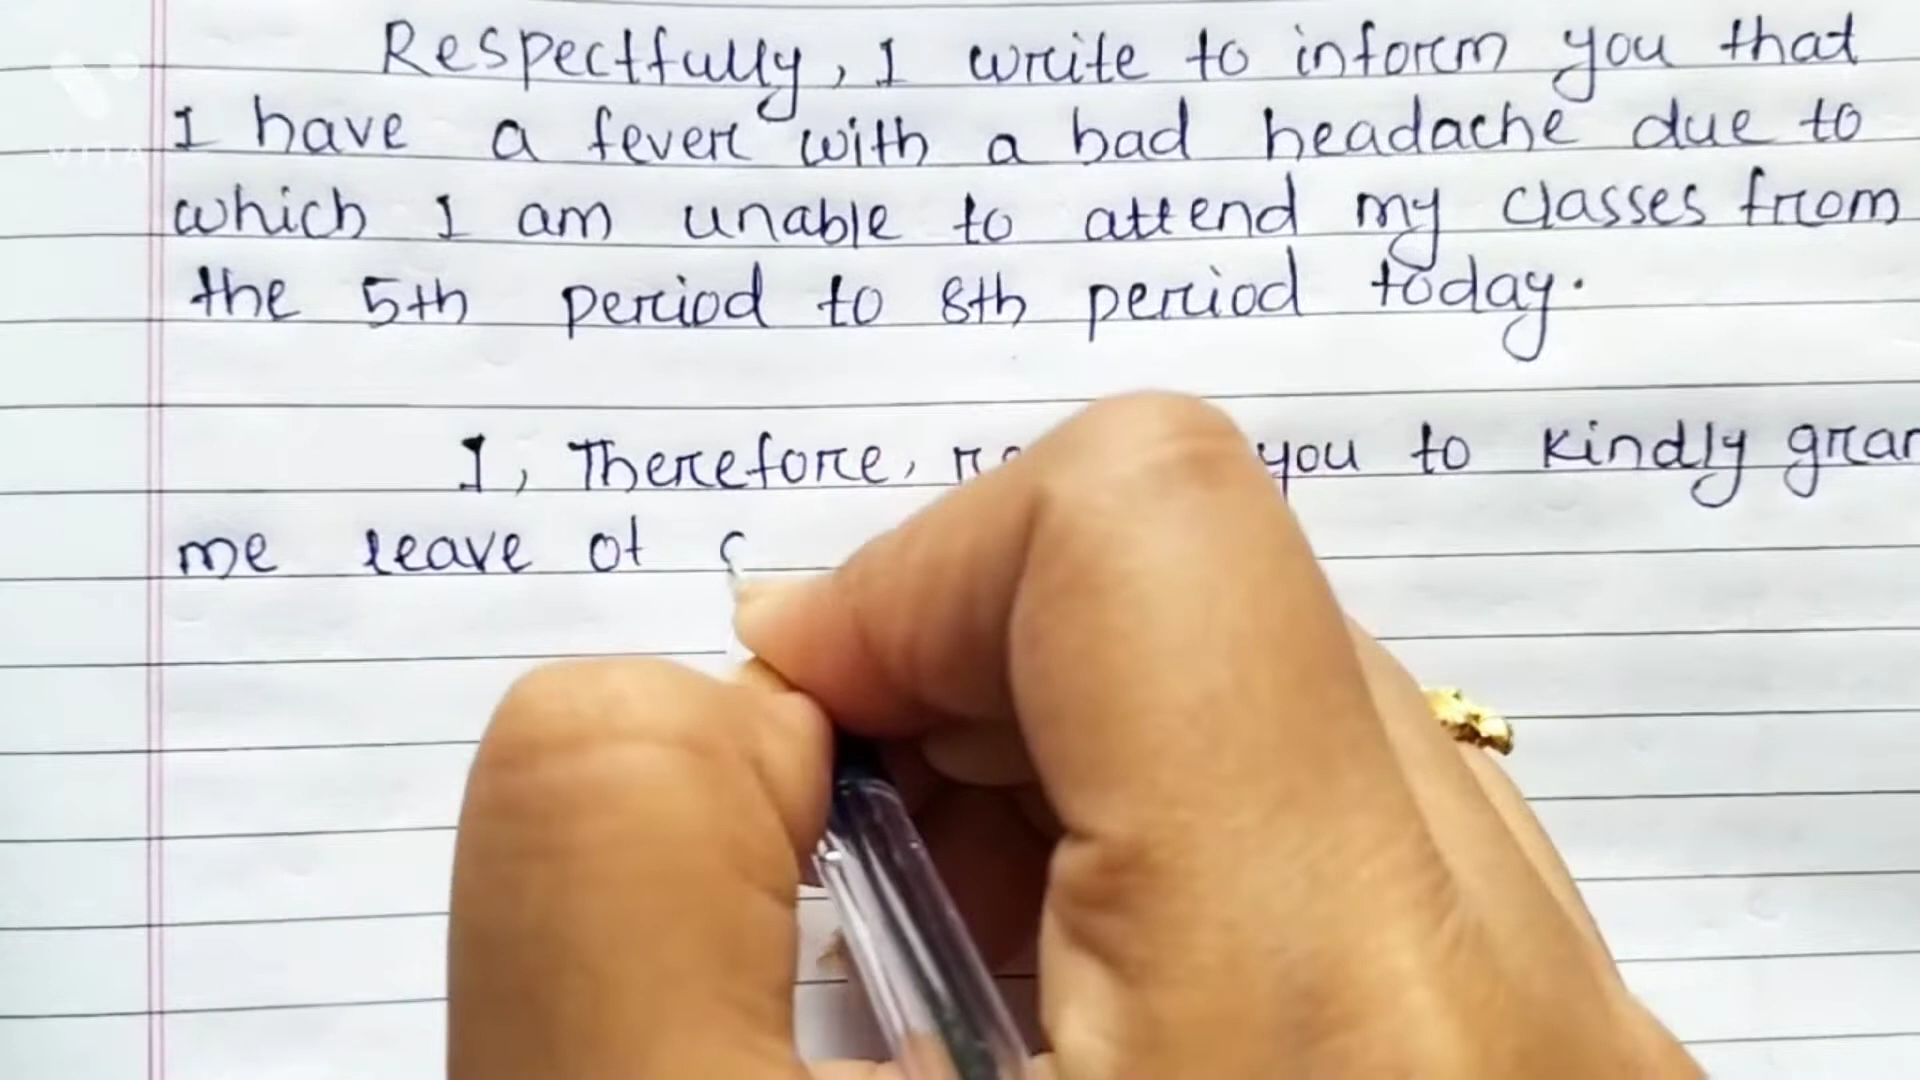 Respectfully, I write to inform you that
I have a fever with a bad headache due to
which I am unable to attend my classes from
the 5th period to 8th period today.
I, Therefore, you to kindly gran
me leave of
VITA